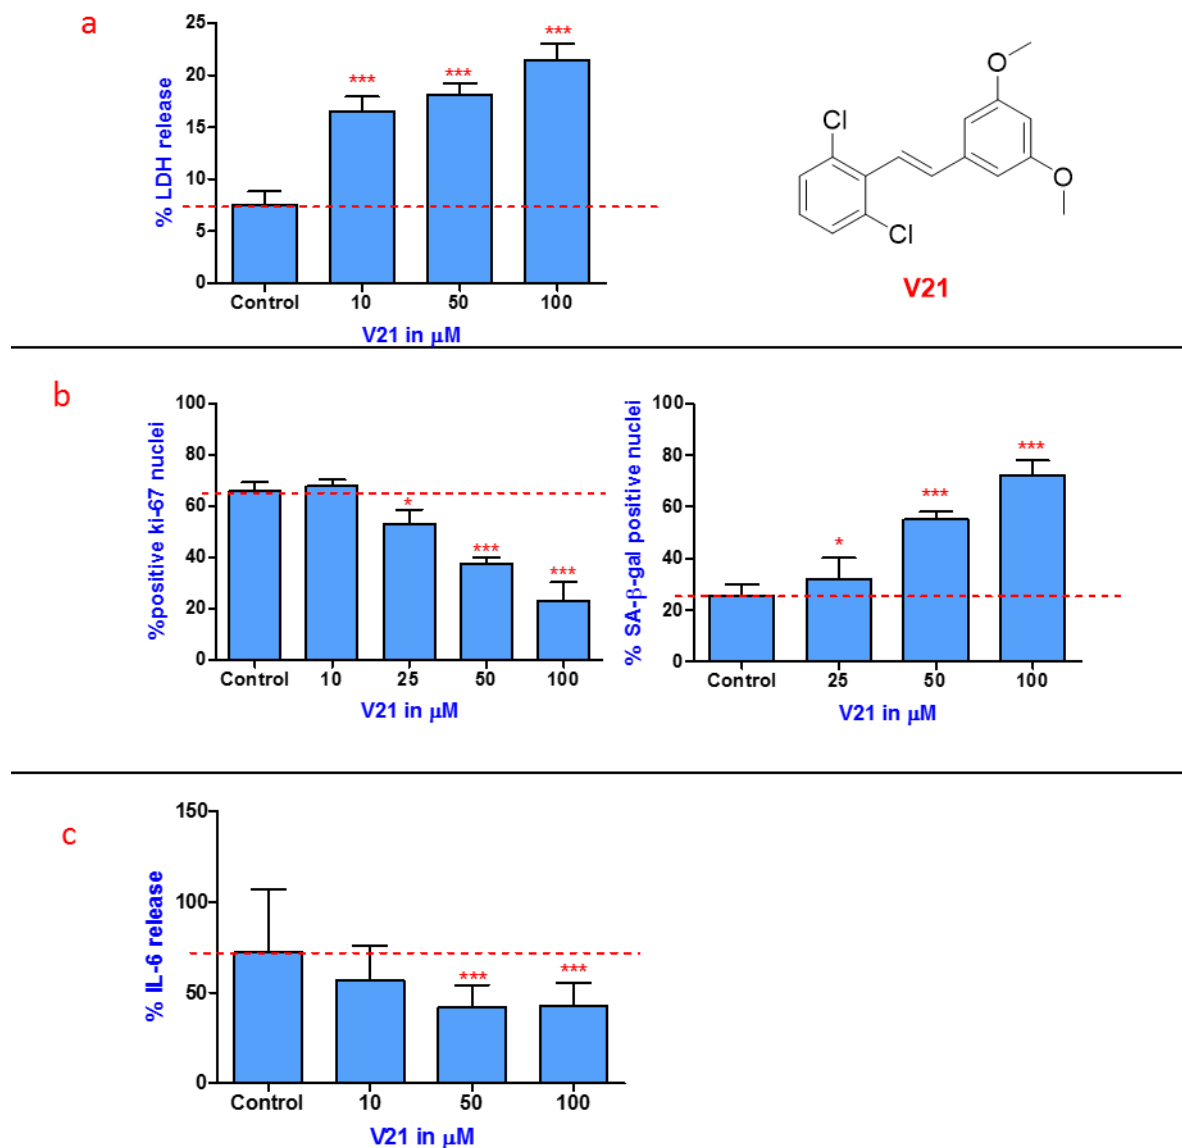 a
% LDH release
25
20
15
10
5
0
***
***
***
Control 10 50 100
V21 in μM
O
Cl
O
Cl
V21
b
%positive ki-67 nuclei
100
80
60
40
20
0
*
***
***
Control 10 25 50 100
V21 in μM
% SA-β-gal positive nuclei
100
80
60
40
20
0
*
***
***
Control 25 50 100
V21 in μM
c
% IL-6 release
150
100
50
0
***
***
Control 10 50 100
V21 in μM